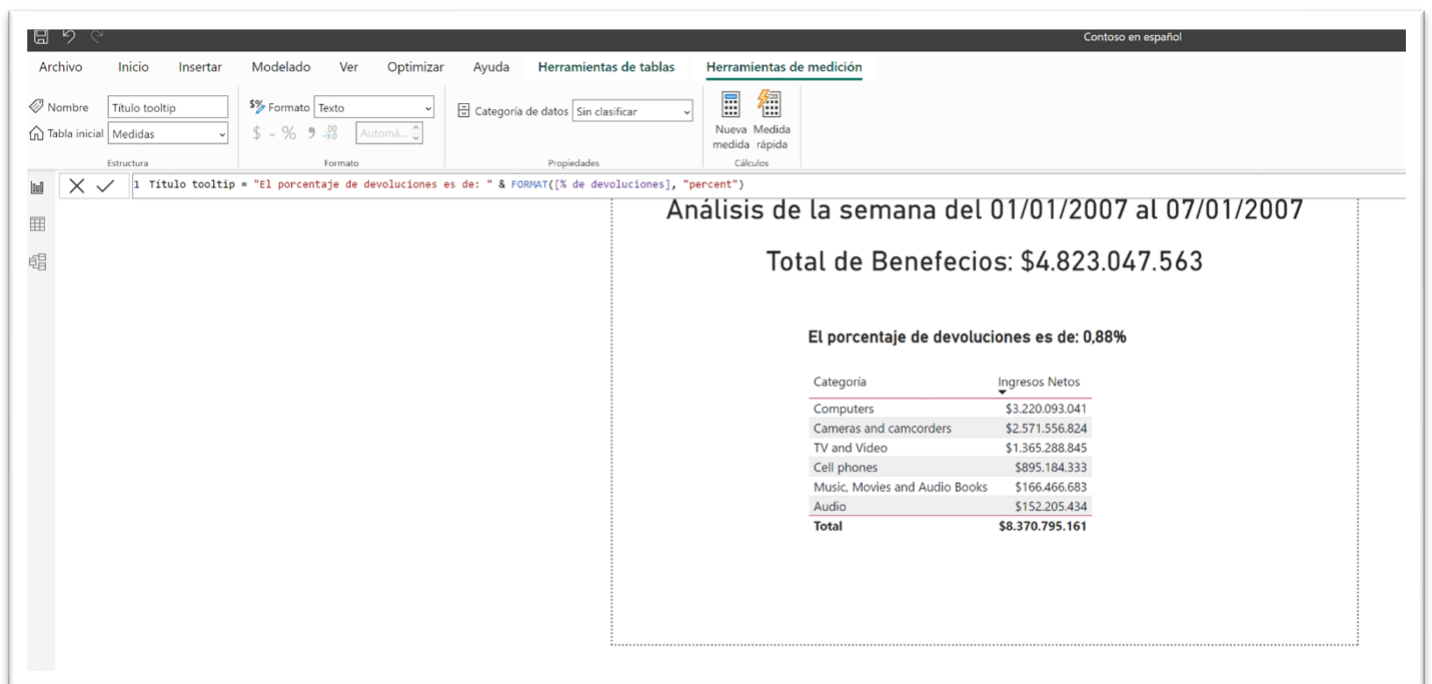 Contoso en español
Archivo Inicio Insertar Modelado Ver Optimizar Ayuda Herramientas de tablas Herramientas de medición
Nombre Título tooltip
Tabla inicial Medidas
Estructura
$% Formato Texto
$ % Automá...
Formato
Categoría de datos Sin clasificar
Propiedades
Nueva medida
Medida rápida
Cálculos
1 Título tooltip = "El porcentaje de devoluciones es de: " & FORMAT([% de devoluciones], "percent")
Análisis de la semana del 01/01/2007 al 07/01/2007
Total de Benefecios: $4.823.047.563
El porcentaje de devoluciones es de: 0,88%
Categoría Ingresos Netos
Computers $3.220.093.041
Cameras and camcorders $2.571.556.824
TV and Video $1.365.288.845
Cell phones $895.184.333
Music, Movies and Audio Books $166.466.683
Audio $152.205.434
Total $8.370.795.161